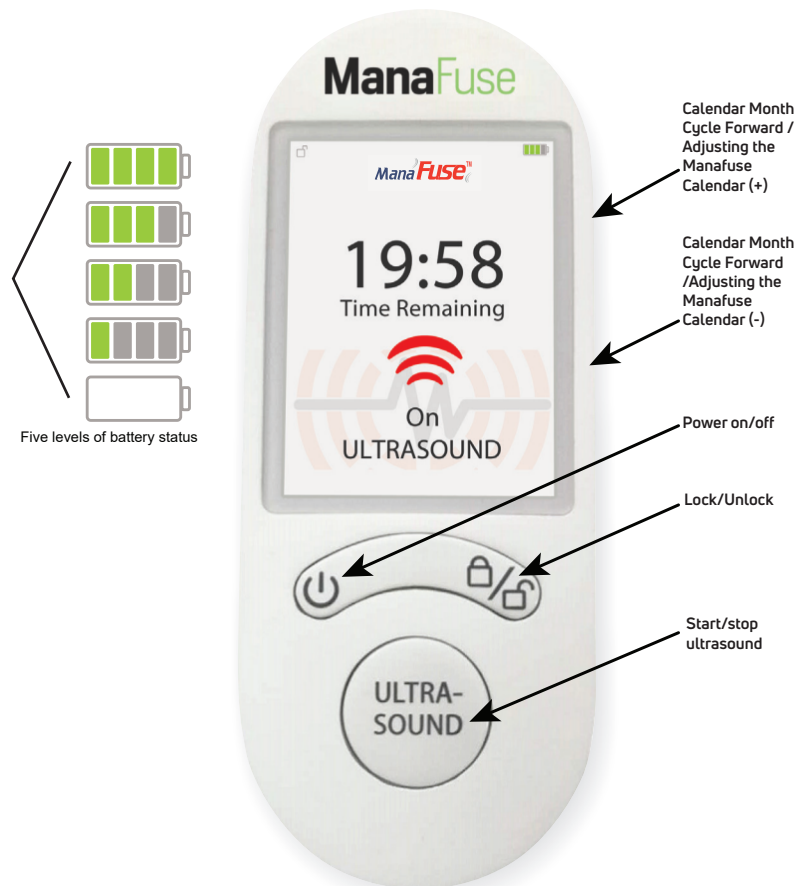 ManaFuse
ManaFuse™
19:58
Time Remaining
On
ULTRASOUND
ULTRA-
SOUND
Five levels of battery status
Calendar Month
Cycle Forward /
Adjusting the
Manafuse
Calendar (+)
Calendar Month
Cycle Forward
/Adjusting the
Manafuse
Calendar (-)
Power on/off
Lock/Unlock
Start/stop
ultrasound